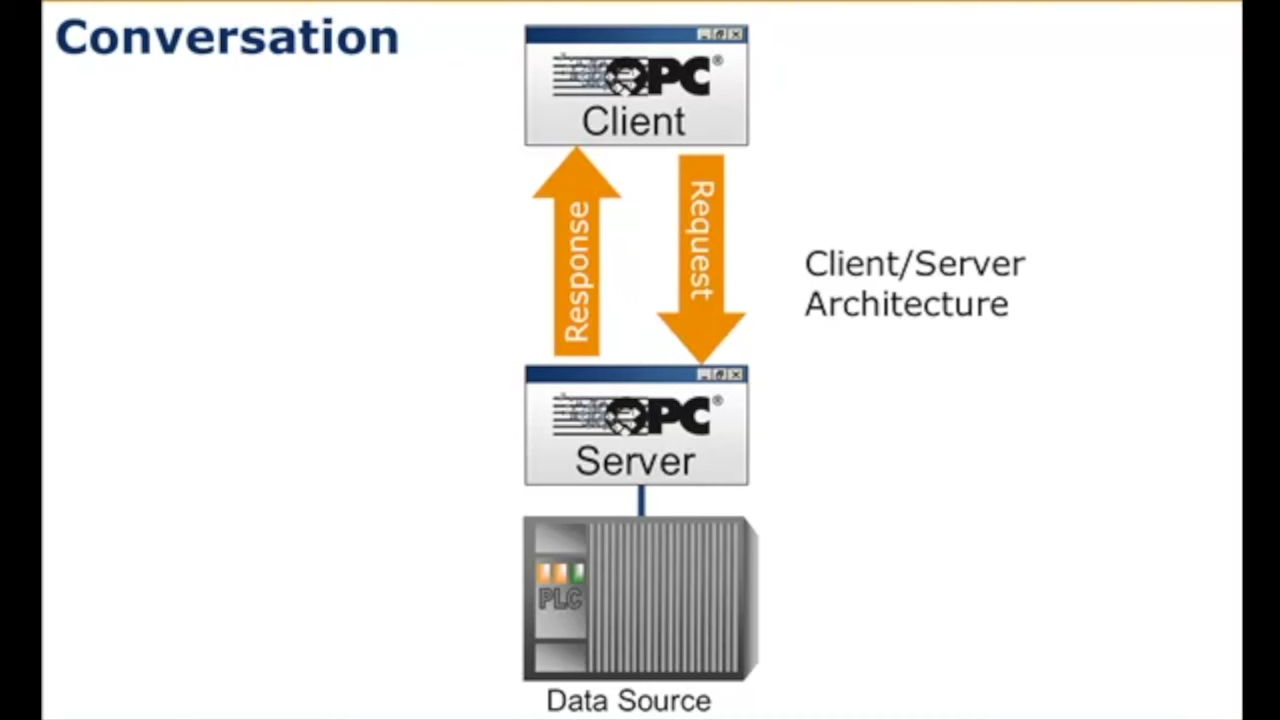 Conversation
OPC®
Client
Response
Request
Client/Server
Architecture
OPC®
Server
PLC
Data Source